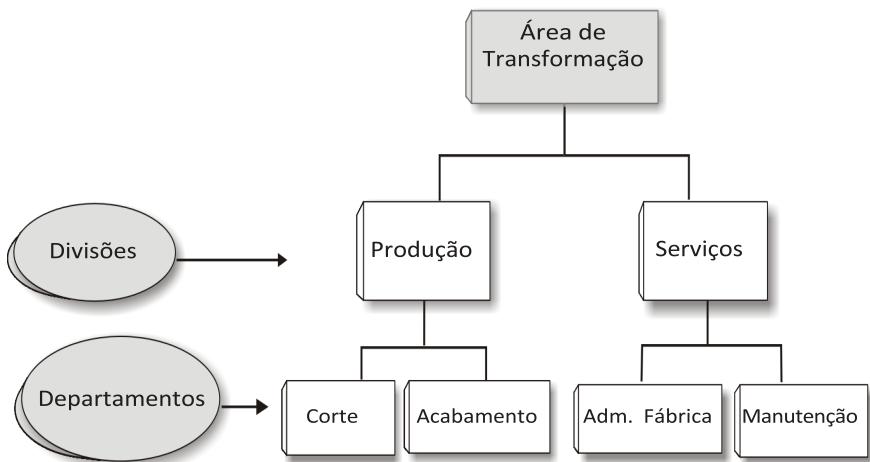 Área de
Transformação
Divisões
Produção
Serviços
Departamentos
Corte
Acabamento
Adm. Fábrica
Manutenção